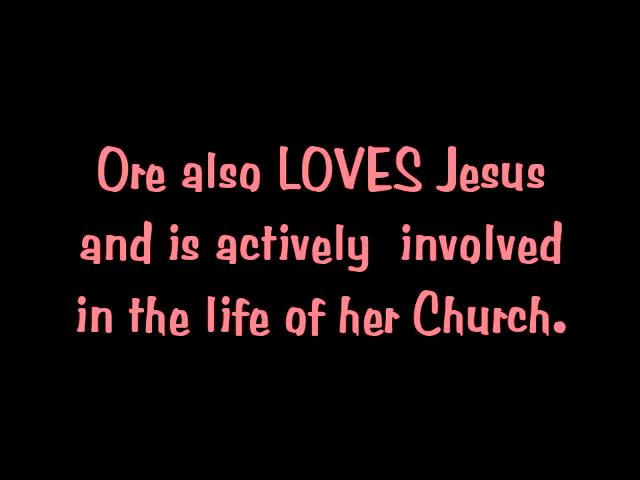 Ore also LOVES Jesus
and is actively  involved
in the life of her Church.